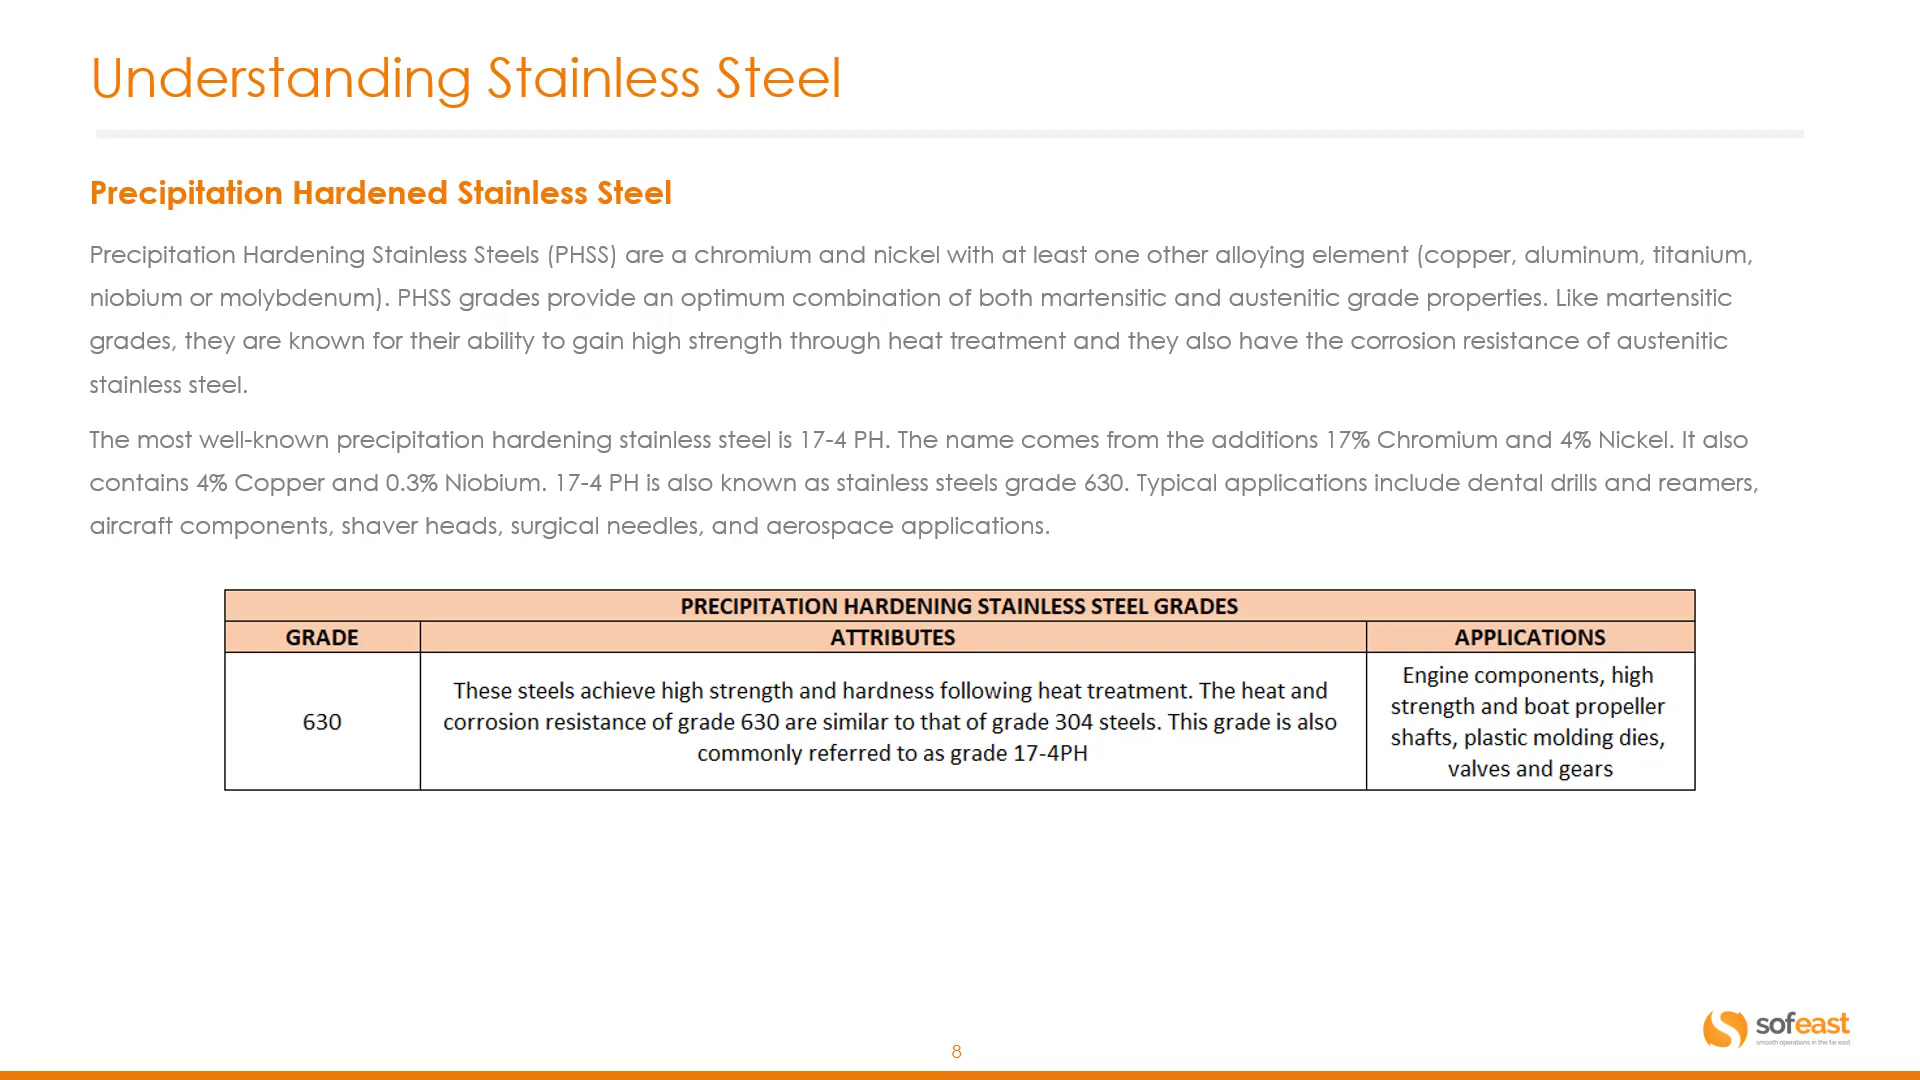 Understanding Stainless Steel
Precipitation Hardened Stainless Steel
Precipitation Hardening Stainless Steels (PHSS) are a chromium and nickel with at least one other alloying element (copper, aluminum, titanium,
niobium or molybdenum). PHSS grades provide an optimum combination of both martensitic and austenitic grade properties. Like martensitic
grades, they are known for their ability to gain high strength through heat treatment and they also have the corrosion resistance of austenitic
stainless steel.
The most well-known precipitation hardening stainless steel is 17-4 PH. The name comes from the additions 17% Chromium and 4% Nickel. It also
contains 4% Copper and 0.3% Niobium. 17-4 PH is also known as stainless steels grade 630. Typical applications include dental drills and reamers,
aircraft components, shaver heads, surgical needles, and aerospace applications.
PRECIPITATION HARDENING STAINLESS STEEL GRADES
GRADE ATTRIBUTES APPLICATIONS
630
These steels achieve high strength and hardness following heat treatment. The heat and
corrosion resistance of grade 630 are similar to that of grade 304 steels. This grade is also
commonly referred to as grade 17-4PH
Engine components, high
strength and boat propeller
shafts, plastic molding dies,
valves and gears
sofeast
smooth operations in the far east
8